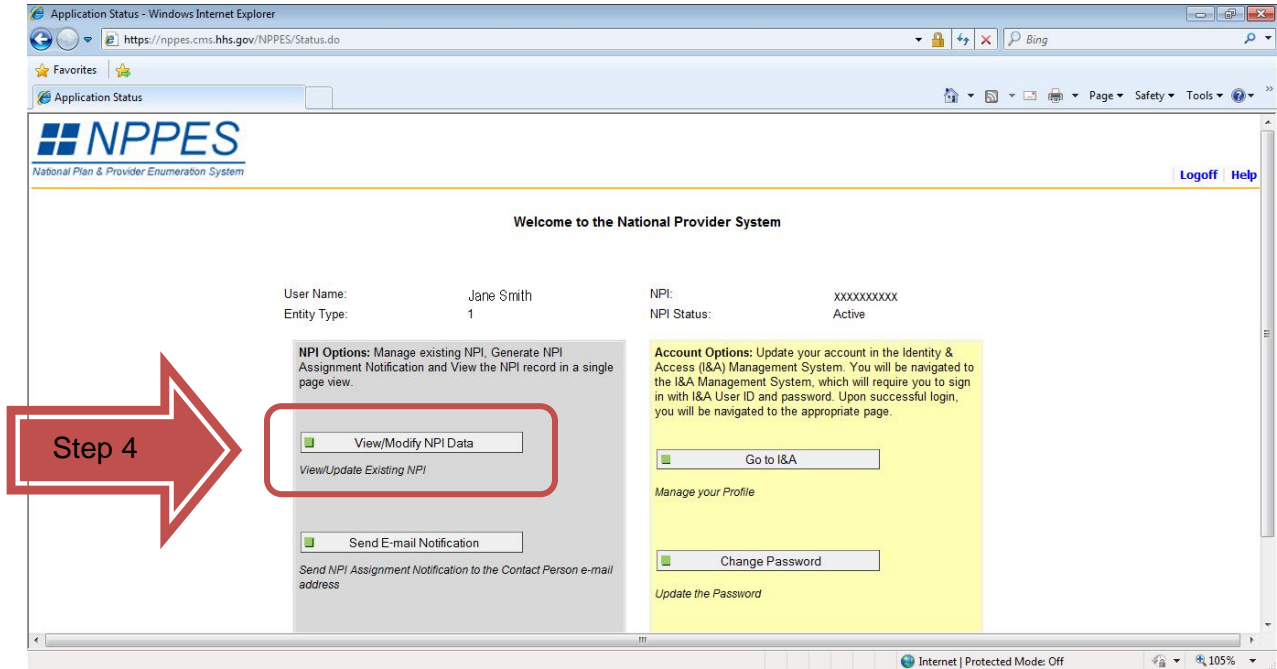 Application Status - Windows Internet Explorer
https://nppes.cms.hhs.gov/NPPES/Status.do
Bing
Favorites
Application Status
Page Safety Tools
NPPES
National Plan & Provider Enumeration System
Logoff Help
Welcome to the National Provider System
User Name: Jane Smith NPI: xxxxxxxxxx
Entity Type: 1 NPI Status: Active
NPI Options: Manage existing NPI, Generate NPI
Assignment Notification and View the NPI record in a single
page view.
Step 4
View/Modify NPI Data
View/Update Existing NPI
Send E-mail Notification
Send NPI Assignment Notification to the Contact Person e-mail
address
Account Options: Update your account in the Identity &
Access (I&A) Management System. You will be navigated to
the I&A Management System, which will require you to sign
in with I&A User ID and password. Upon successful login,
you will be navigated to the appropriate page.
Go to I&A
Manage your Profile
Change Password
Update the Password
Internet | Protected Mode: Off
105%